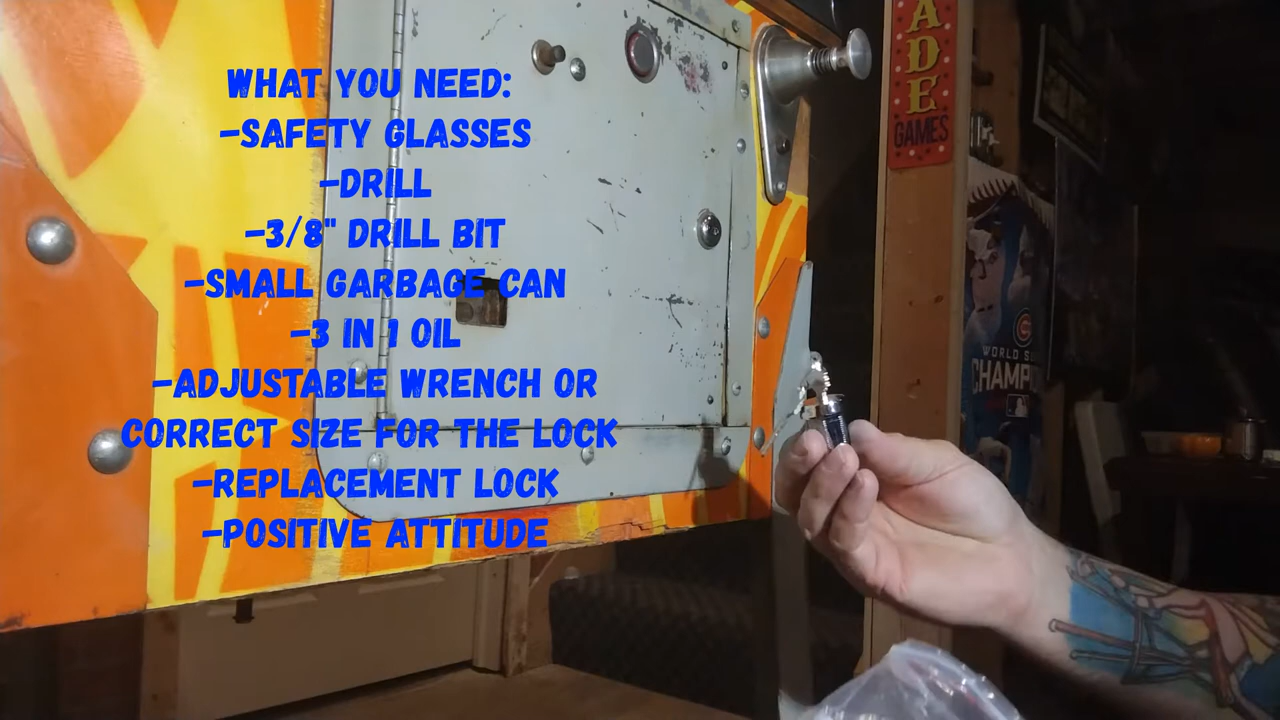 WHAT YOU NEED:
-SAFETY GLASSES
-DRILL
-3/8" DRILL BIT
-SMALL GARBAGE CAN
-3 IN 1 OIL
-ADJUSTABLE WRENCH OR
CORRECT SIZE FOR THE LOCK
-REPLACEMENT LOCK
-POSITIVE ATTITUDE
ADE
GAMES
WORLD S
CHAMPI